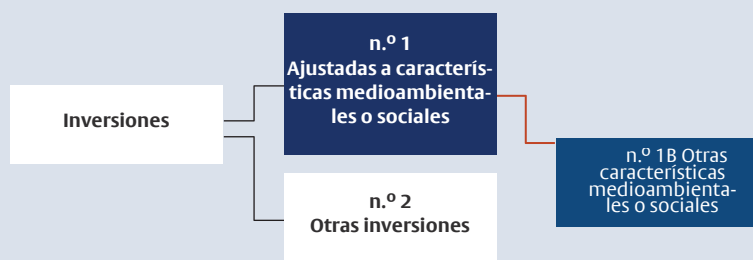 Inversiones
n.º 1
Ajustadas a caracterís-
ticas medioambienta-
les o sociales
n.º 2
Otras inversiones
n.º 1B Otras
características
medioambienta-
les o sociales